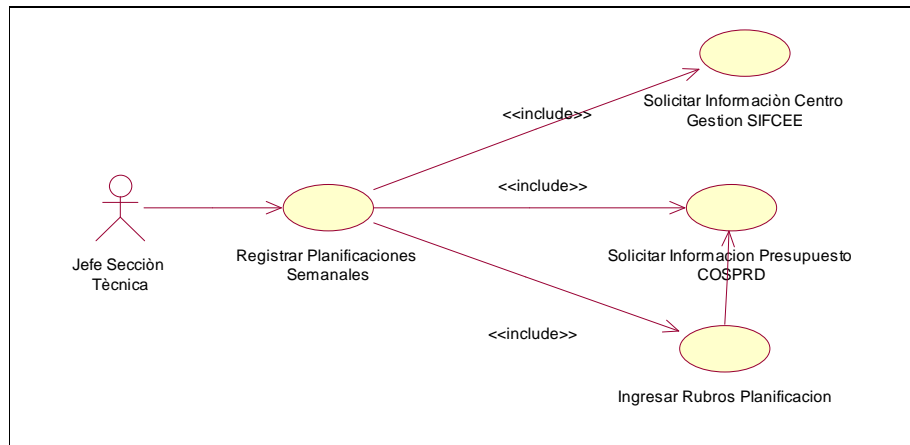 Solicitar Informaciòn Centro
Gestion SIFCEE
<<include>>
<<include>>
Jefe Secciòn
Tècnica
Registrar Planificaciones
Semanales
Solicitar Informacion Presupuesto
COSPRD
<<include>>
Ingresar Rubros Planificacion